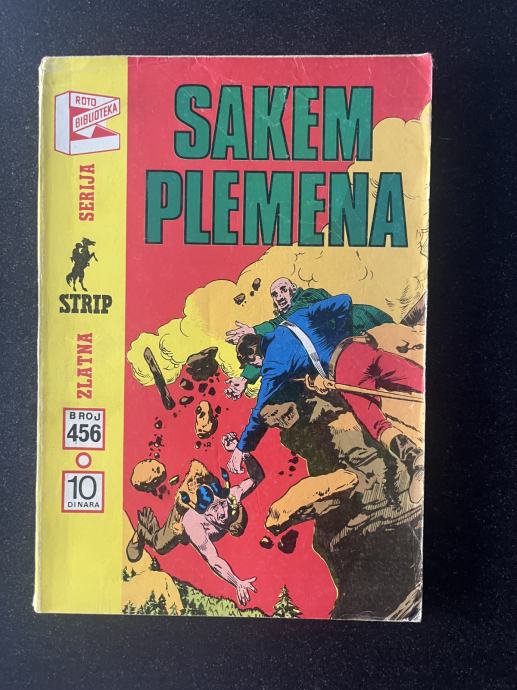 ROTO
BIBLIOTEKA
SAKEM
PLEMENA
ZLATNA STRIP SERIJA
BROJ
456
10
DINARA